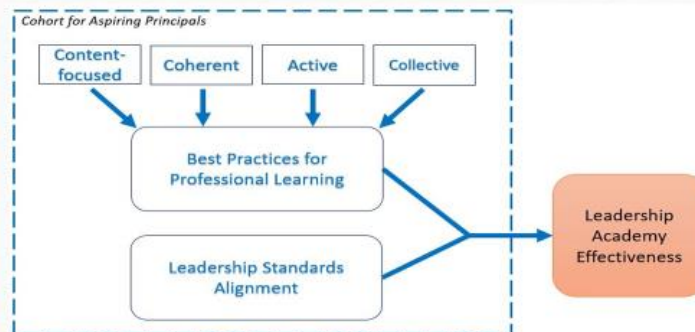 Cohort for Aspiring Principals
Content-
focused
Coherent
Active
Collective
Best Practices for
Professional Learning
Leadership Standards
Alignment
Leadership
Academy
Effectiveness